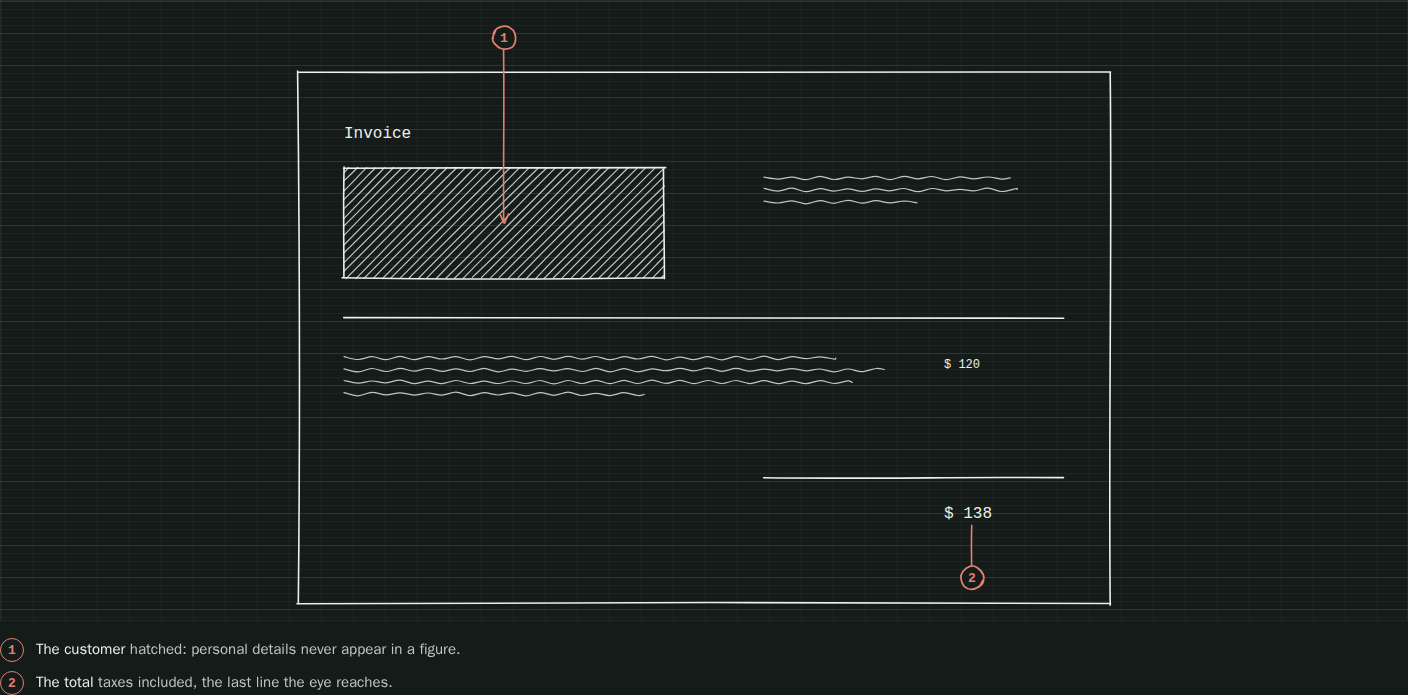 1
Invoice
$ 120
$ 138
2
1 The customer hatched: personal details never appear in a figure.
2 The total taxes included, the last line the eye reaches.